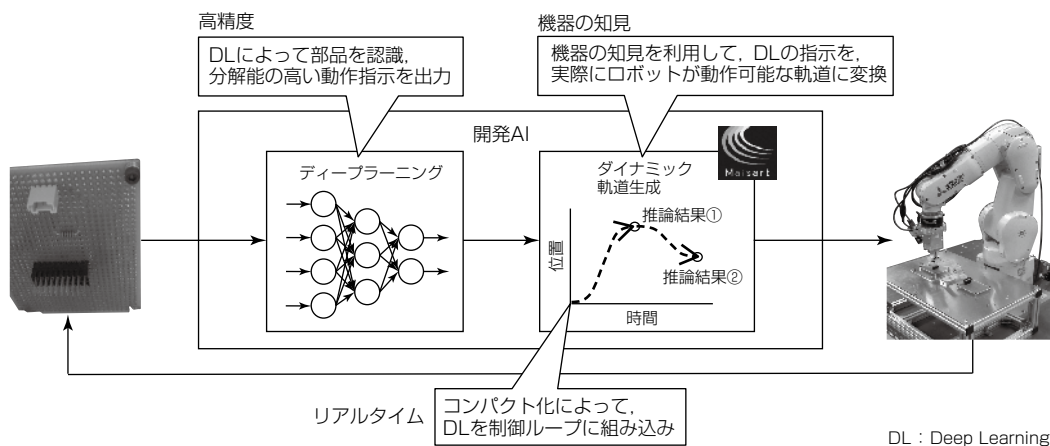 高精度
DLによって部品を認識，
分解能の高い動作指示を出力
機器の知見
機器の知見を利用して，DLの指示を，
実際にロボットが動作可能な軌道に変換
開発AI
ディープラーニング
Maisart
ダイナミック
軌道生成
推論結果①
推論結果②
位置
時間
リアルタイム
コンパクト化によって，
DLを制御ループに組み込み
DL：Deep Learning